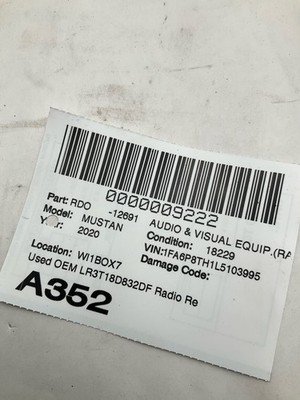 0000009222
Part: RDO -12691 AUDIO & VISUAL EQUIP.(RA
Model: MUSTAN Condition: 18229
Year: 2020 VIN:1FA6P8TH1L5103995
Damage Code:
Location: WI1BOX7
Used OEM LR3T18D832DF Radio Re
A352